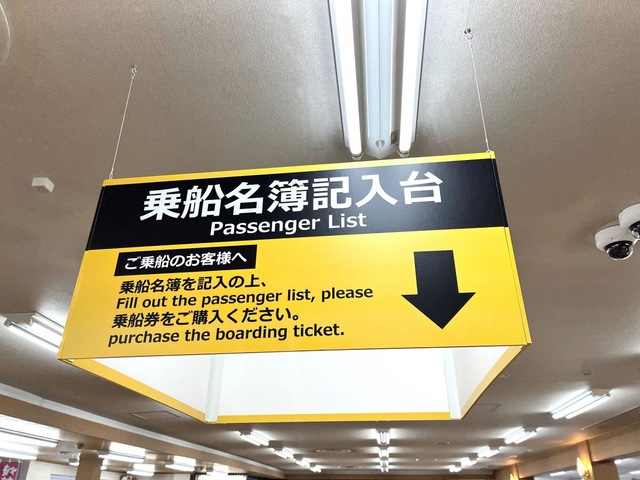 乗船名簿記入台
Passenger List
ご乗船のお客様へ
乗船名簿を記入の上、
Fill out the passenger list, please
乗船券をご購入ください。
purchase the boarding ticket.